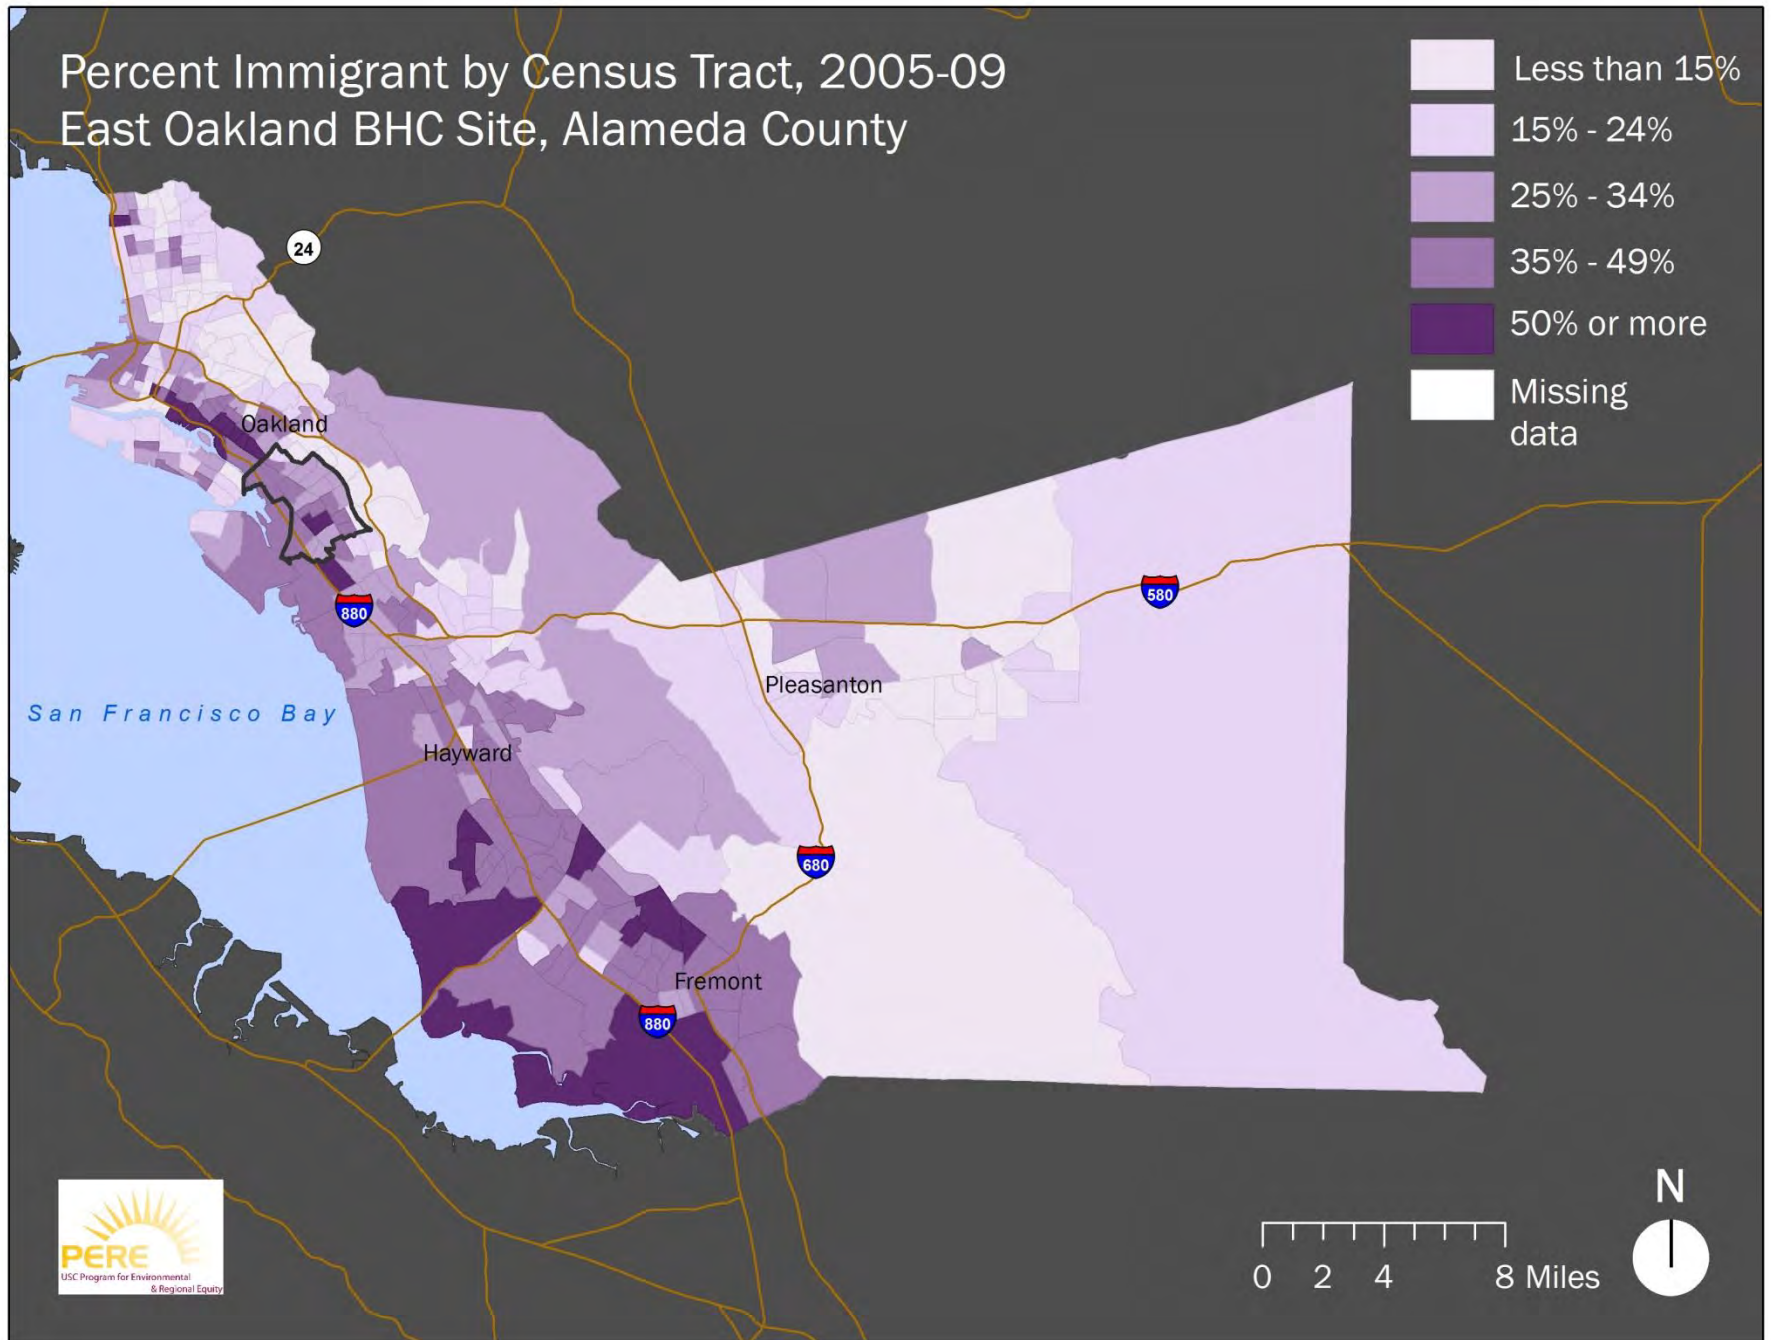 Percent Immigrant by Census Tract, 2005-09
East Oakland BHC Site, Alameda County
Less than 15%
15% - 24%
25% - 34%
35% - 49%
50% or more
Missing
data
24
Oakland
880
580
Pleasanton
San Francisco Bay
Hayward
680
Fremont
880
PERE
USC Program for Environmental
& Regional Equity
N
0 2 4 8 Miles